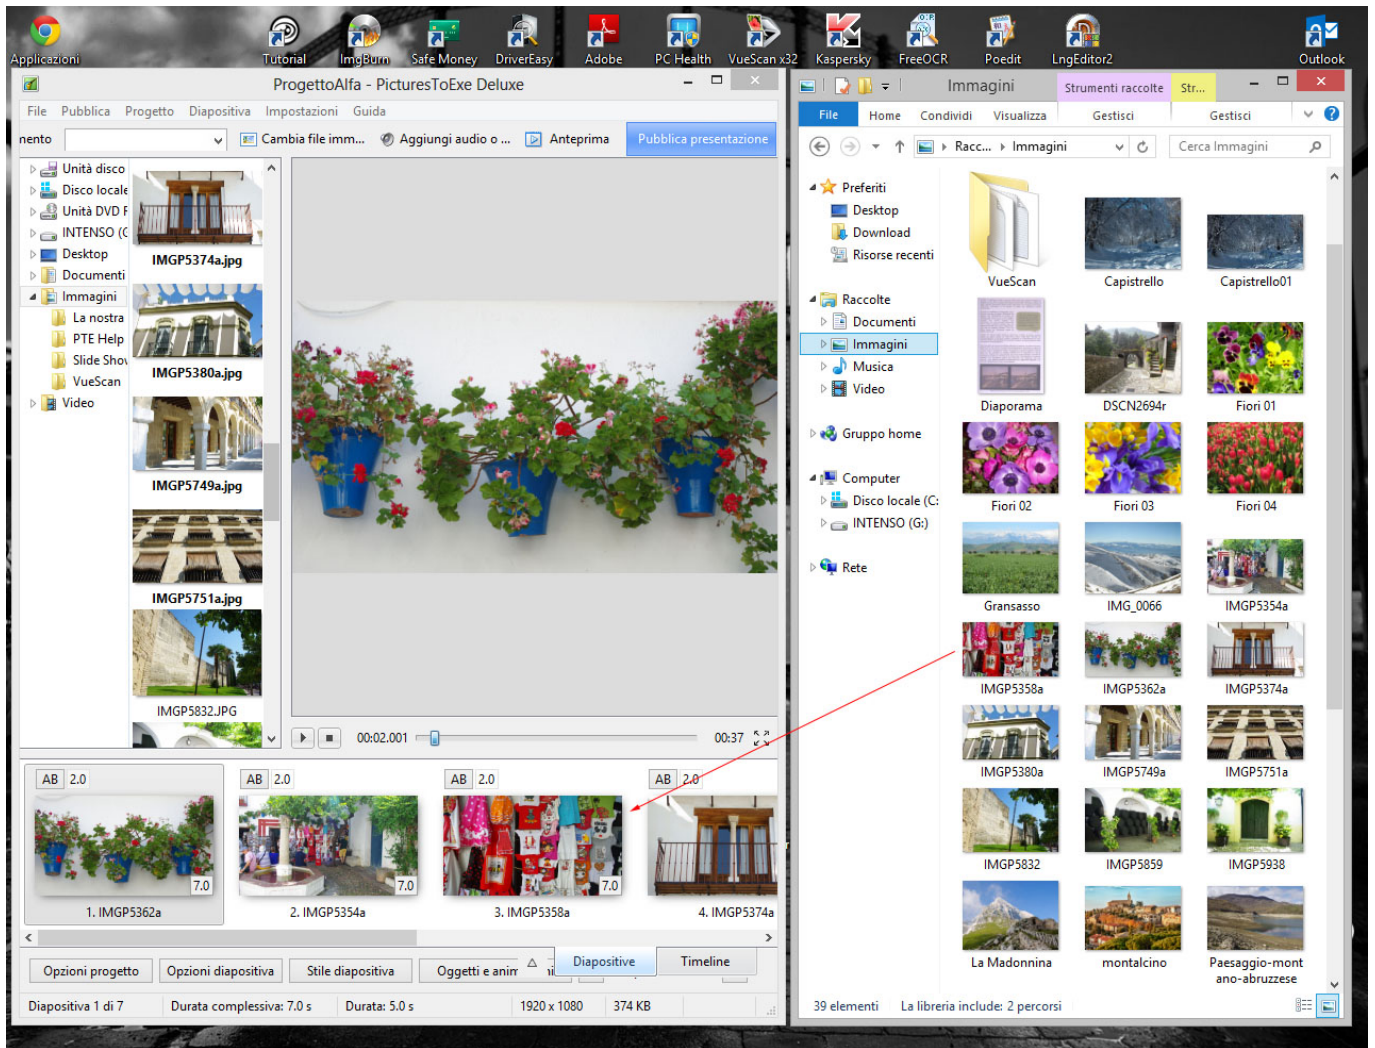 Applicazioni
Tutorial
ImgBurn
Safe Money
DriverEasy
Adobe
PC Health
VueScan x32
Kaspersky
FreeOCR
Poedit
LngEditor2
Outlook
ProgettoAlfa - PicturesToExe Deluxe
File Pubblica Progetto Diapositiva Impostazioni Guida
nento
Cambia file imm...
Aggiungi audio o ...
Anteprima
Pubblica presentazione
Unità disco
Disco locale
Unità DVD F
INTENSO (G
Desktop
Documenti
Immagini
La nostra
PTE Help
Slide Shov
VueScan
Video
IMGP5374a.jpg
IMGP5380a.jpg
IMGP5749a.jpg
IMGP5751a.jpg
IMGP5832.JPG
00:02.001
00:37
AB 2.0
AB 2.0
AB 2.0
AB 2.0
7.0
7.0
7.0
1. IMGP5362a
2. IMGP5354a
3. IMGP5358a
4. IMGP5374a
Opzioni progetto
Opzioni diapositiva
Stile diapositiva
Oggetti e anim
Diapositive
Timeline
Diapositiva 1 di 7
Durata complessiva: 7.0 s
Durata: 5.0 s
1920 x 1080
374 KB
Immagini
Strumenti raccolte
Str...
File Home Condividi Visualizza Gestisci Gestisci
Racc... Immagini
Cerca Immagini
Preferiti
Desktop
Download
Risorse recenti
Raccolte
Documenti
Immagini
Musica
Video
Gruppo home
Computer
Disco locale (C:
INTENSO (G:)
Rete
VueScan
Capistrello
Capistrello01
Diaporama
DSCN2694r
Fiori 01
Fiori 02
Fiori 03
Fiori 04
Gransasso
IMG_0066
IMGP5354a
IMGP5358a
IMGP5362a
IMGP5374a
IMGP5380a
IMGP5749a
IMGP5751a
IMGP5832
IMGP5859
IMGP5938
La Madonnina
montalcino
Paesaggio-mont
ano-abruzzese
39 elementi
La libreria include: 2 percorsi